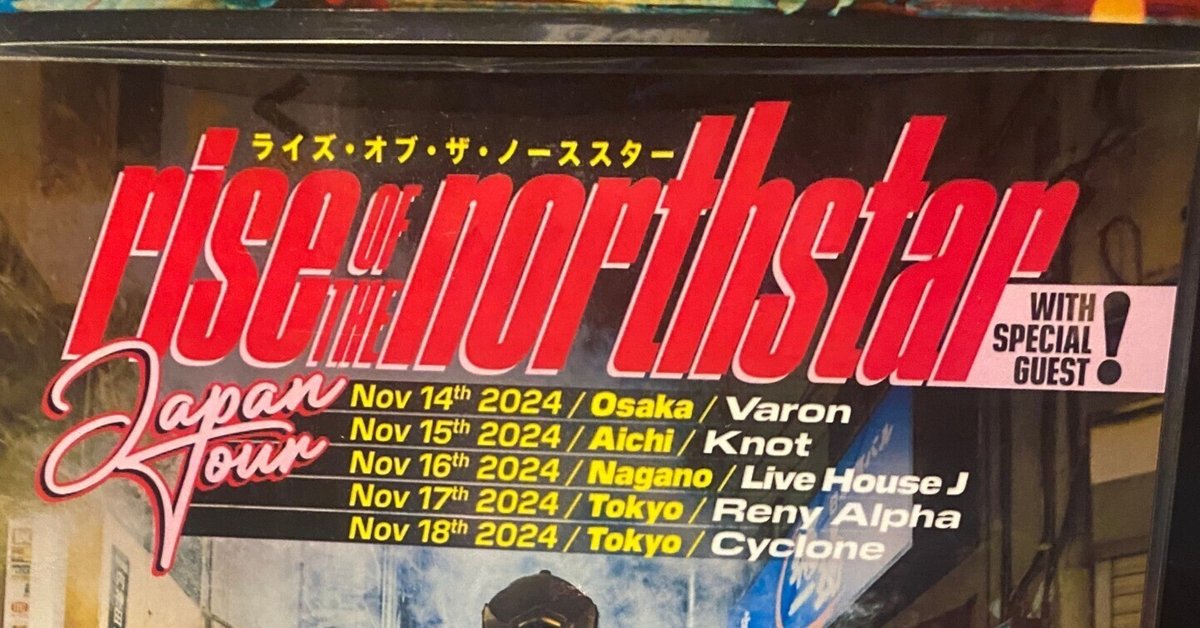 ライズ・オブ・ザ・ノーススター
rise OF THE northstar
WITH SPECIAL GUEST!
Japan Tour
Nov 14th 2024 / Osaka / Varon
Nov 15th 2024 / Aichi / Knot
Nov 16th 2024 / Nagano / Live House J
Nov 17th 2024 / Tokyo / Reny Alpha
Nov 18th 2024 / Tokyo / Cyclone